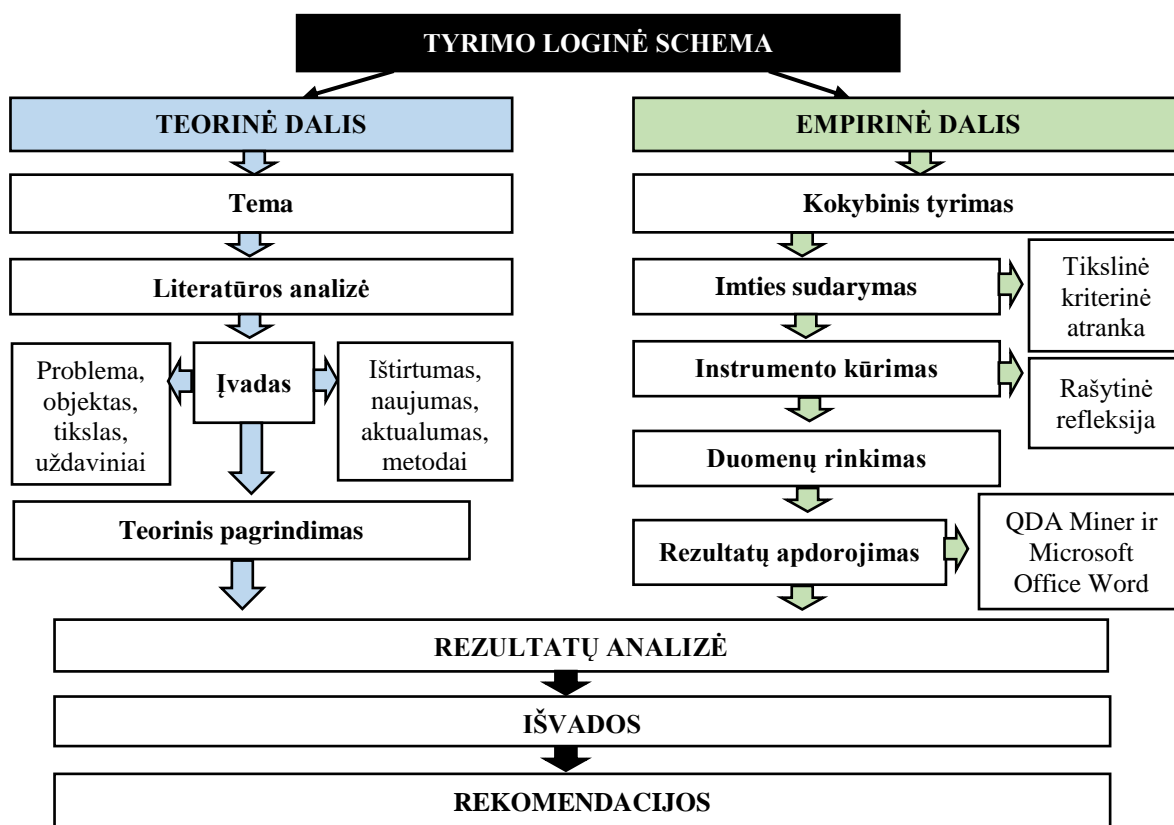 TYRIMO LOGINĖ SCHEMA
TEORINĖ DALIS
Tema
Literatūros analizė
Problema,
objektas,
tikslas,
uždaviniai
Įvadas
Ištirtumas,
naujumas,
aktualumas,
metodai
Teorinis pagrindimas
EMPIRINĖ DALIS
Kokybinis tyrimas
Imties sudarymas
Tikslinė
kriterinė
atranka
Instrumento kūrimas
Rašytinė
refleksija
Duomenų rinkimas
Rezultatų apdorojimas
QDA Miner ir
Microsoft
Office Word
REZULTATŲ ANALIZĖ
IŠVADOS
REKOMENDACIJOS